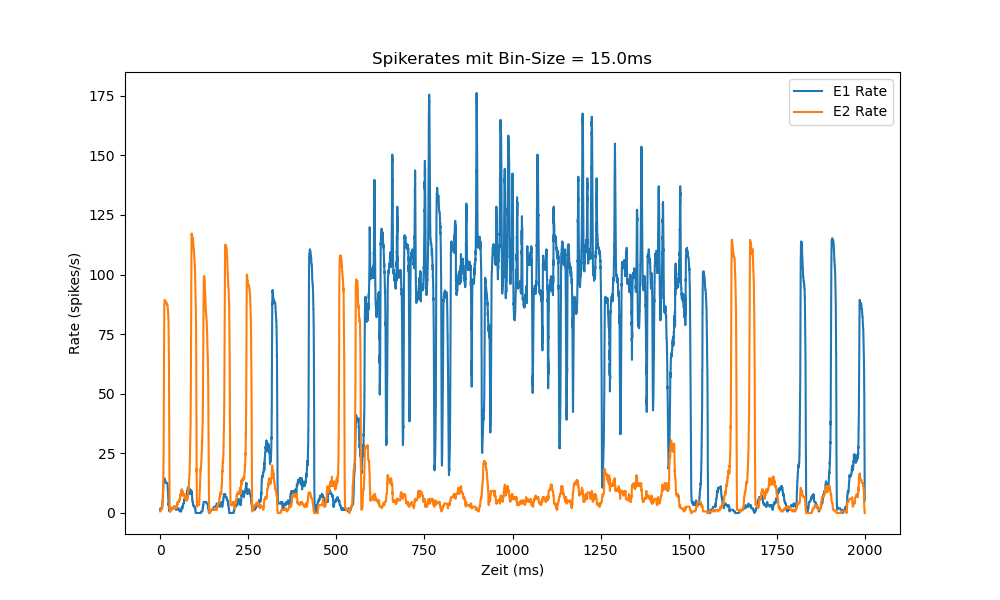 Spikerates mit Bin-Size = 15.0ms
E1 Rate
E2 Rate
Rate (spikes/s)
175
150
125
100
75
50
25
0
0 250 500 750 1000 1250 1500 1750 2000
Zeit (ms)